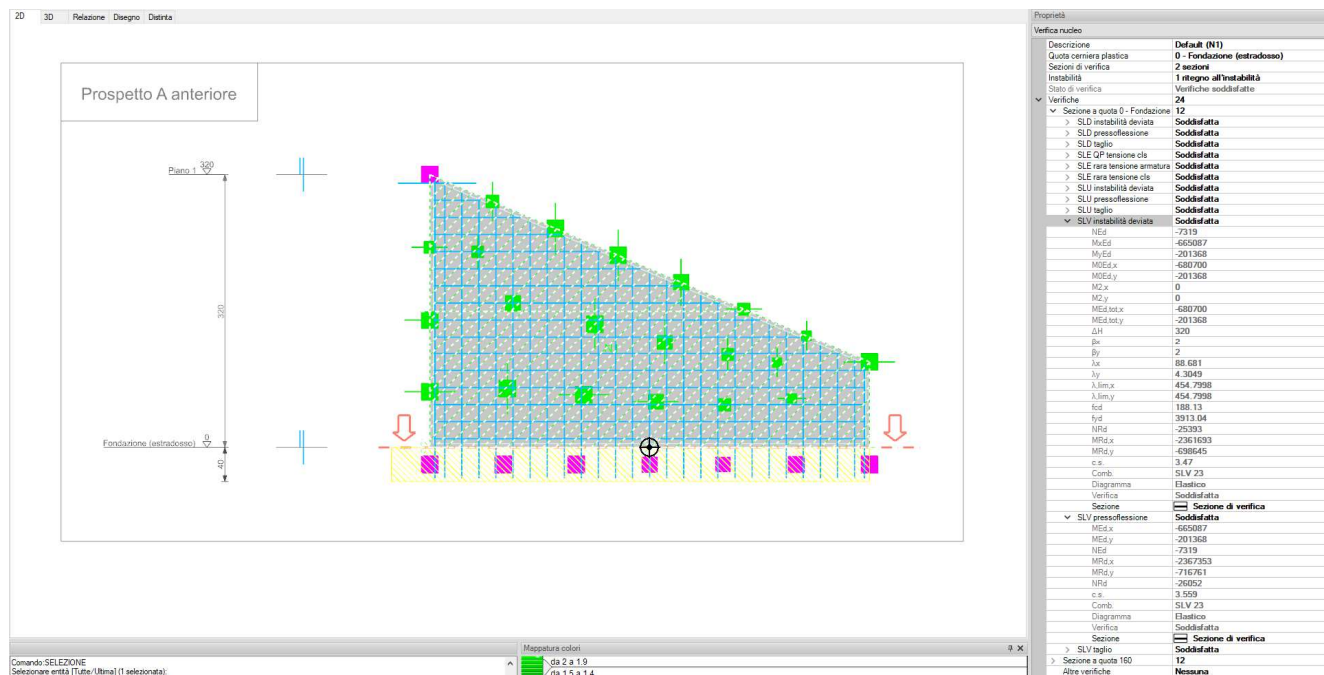 2D 3D Relazione Disegno Distinta
Prospetto A anteriore
Piano 1 320
320
Fondazione (estradosso) 0
40
Comando:SELEZIONE
Selezionare entità [Tutte/Ultima] (1 selezionata):
Mappatura colori
da 2 a 1.9
da 1.5 a 1.4
Proprietà
Verifica nucleo
Descrizione Default (N1)
Quota cerniera plastica 0 - Fondazione (estradosso)
Sezioni di verifica 2 sezioni
Instabilità 1 ritegno all'instabilità
Stato di verifica Verifiche soddisfatte
Verifiche 24
Sezione a quota 0 - Fondazione 12
SLD instabilità deviata Soddisfatta
SLD pressoflessione Soddisfatta
SLD taglio Soddisfatta
SLE QP tensione cls Soddisfatta
SLE rara tensione armatura Soddisfatta
SLE rara tensione cls Soddisfatta
SLU instabilità deviata Soddisfatta
SLU pressoflessione Soddisfatta
SLU taglio Soddisfatta
SLV instabilità deviata Soddisfatta
NEd -7319
MxEd -665087
MyEd -201368
M0Ed,x -680700
M0Ed,y -201368
M2,x 0
M2,y 0
MEd,tot,x -680700
MEd,tot,y -201368
ΔH 320
βx 2
βy 2
λx 88.681
λy 4.3049
λ,lim,x 454.7998
λ,lim,y 454.7998
fcd 188.13
fyd 3913.04
NRd -25393
MRd,x -2361693
MRd,y -698645
c.s. 3.47
Comb. SLV 23
Diagramma Elastico
Verifica Soddisfatta
Sezione Sezione di verifica
SLV pressoflessione Soddisfatta
MEd,x -665087
MEd,y -201368
NEd -7319
MRd,x -2367353
MRd,y -716761
NRd -26052
c.s. 3.559
Comb. SLV 23
Diagramma Elastico
Verifica Soddisfatta
Sezione Sezione di verifica
SLV taglio Soddisfatta
Sezione a quota 160 12
Altre verifiche Nessuna